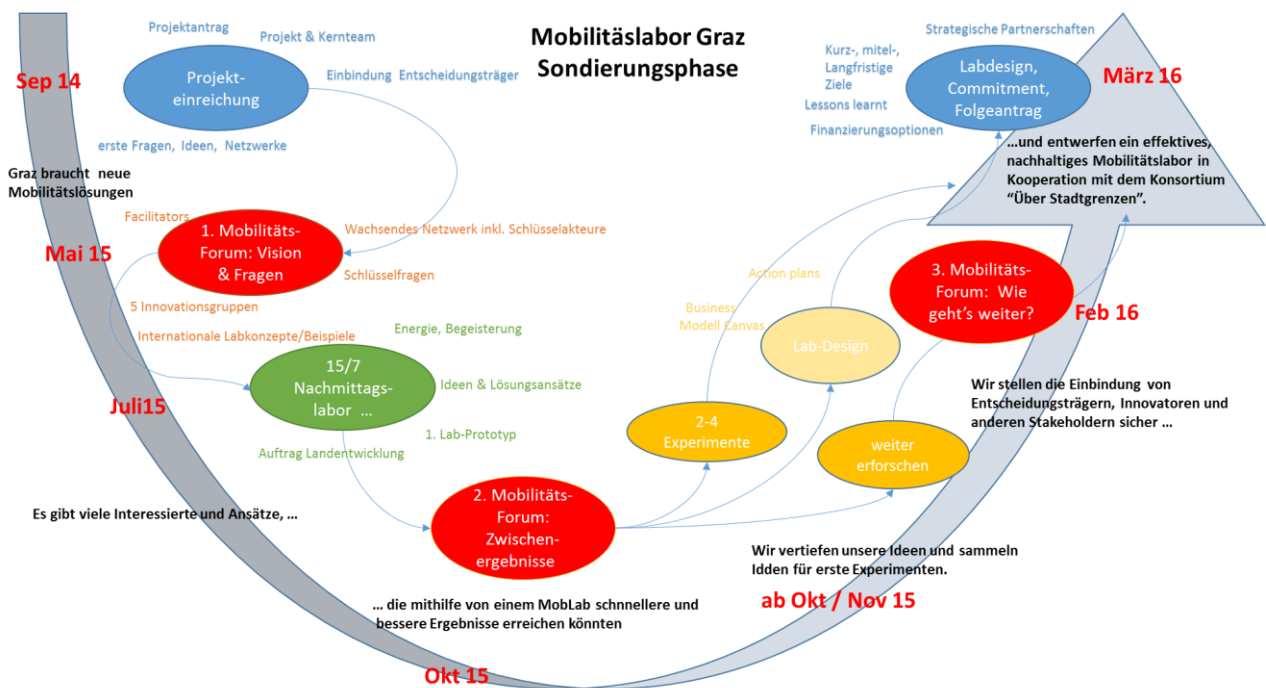 Mobilitäslabor Graz
Sondierungsphase
Projektantrag
Projekt & Kernteam
Sep 14
Projekt-
einreichung
Einbindung Entscheidungsträger
erste Fragen, Ideen, Netzwerke
Graz braucht neue
Mobilitätslösungen
Facilitators
Mai 15
1. Mobilitäts-
Forum: Vision
& Fragen
Wachsendes Netzwerk inkl. Schlüsselakteure
Schlüsselfragen
5 Innovationsgruppen
Internationale Labkonzepte/Beispiele
Energie, Begeisterung
Juli15
15/7
Nachmittags-
labor ...
Ideen & Lösungsansätze
1. Lab-Prototyp
Auftrag Landentwicklung
Es gibt viele Interessierte und Ansätze, ...
2. Mobilitäts-
Forum:
Zwischen-
ergebnisse
... die mithilfe von einem MobLab schnnellere und
bessere Ergebnisse erreichen könnten
Okt 15
Action plans
Business
Modell Canvas
2-4
Experimente
Lab-Design
weiter
erforschen
Wir vertiefen unsere Ideen und sammeln
Idden für erste Experimenten.
ab Okt / Nov 15
3. Mobilitäts-
Forum: Wie
geht's weiter?
Feb 16
Wir stellen die Einbindung von
Entscheidungsträgern, Innovatoren und
anderen Stakeholdern sicher ...
Strategische Partnerschaften
Kurz-, mitel-,
Langfristige
Ziele
Lessons learnt
Finanzierungsoptionen
Labdesign,
Commitment,
Folgeantrag
März 16
...und entwerfen ein effektives,
nachhaltiges Mobilitätslabor in
Kooperation mit dem Konsortium
"Über Stadtgrenzen".